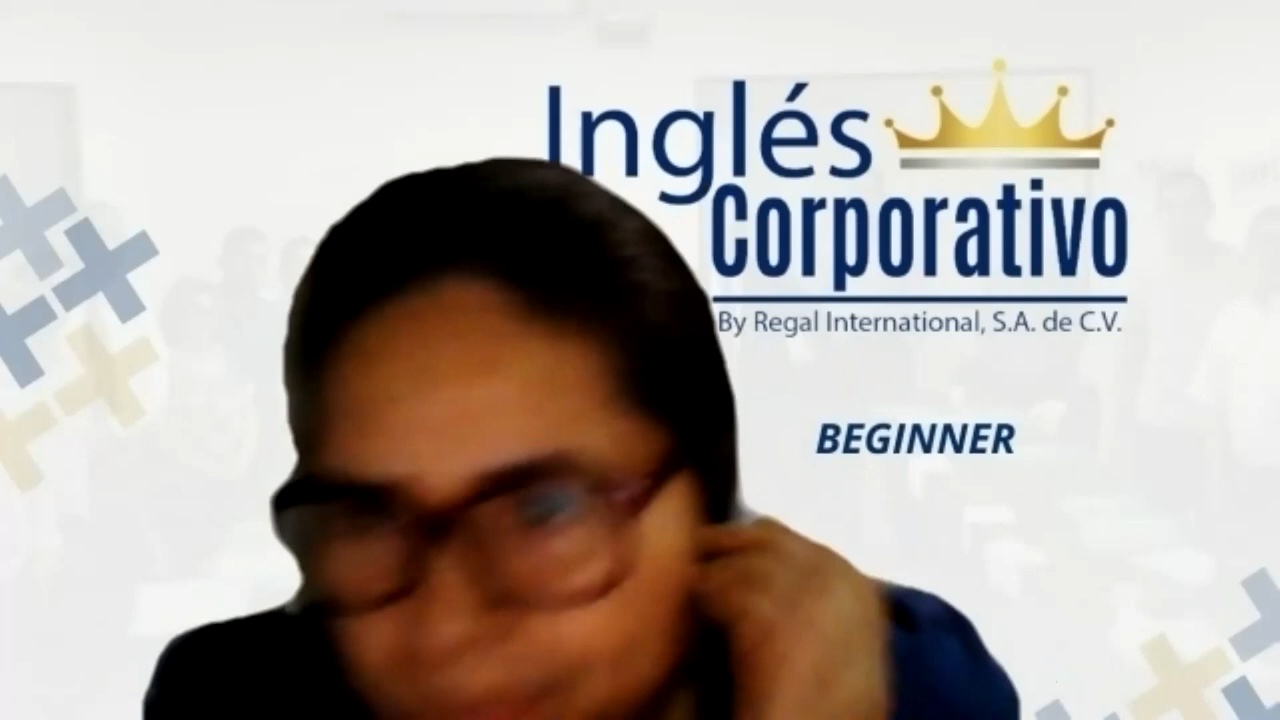 Inglés
Corporativo
By Regal International, S.A. de C.V.
BEGINNER